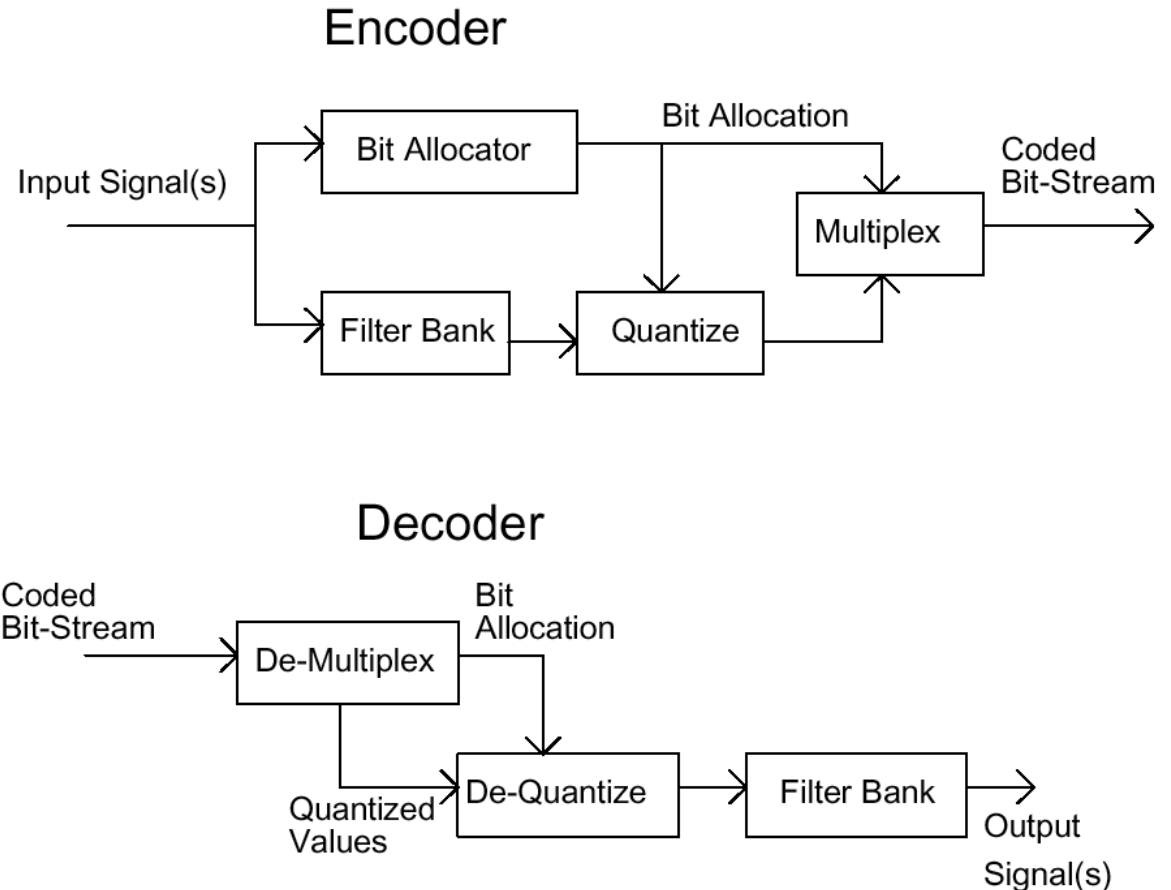 Encoder
Bit Allocation
Bit Allocator
Coded
Bit-Stream
Input Signal(s)
Multiplex
Filter Bank
Quantize
Decoder
Coded
Bit-Stream
Bit
Allocation
De-Multiplex
De-Quantize
Filter Bank
Quantized
Values
Output
Signal(s)